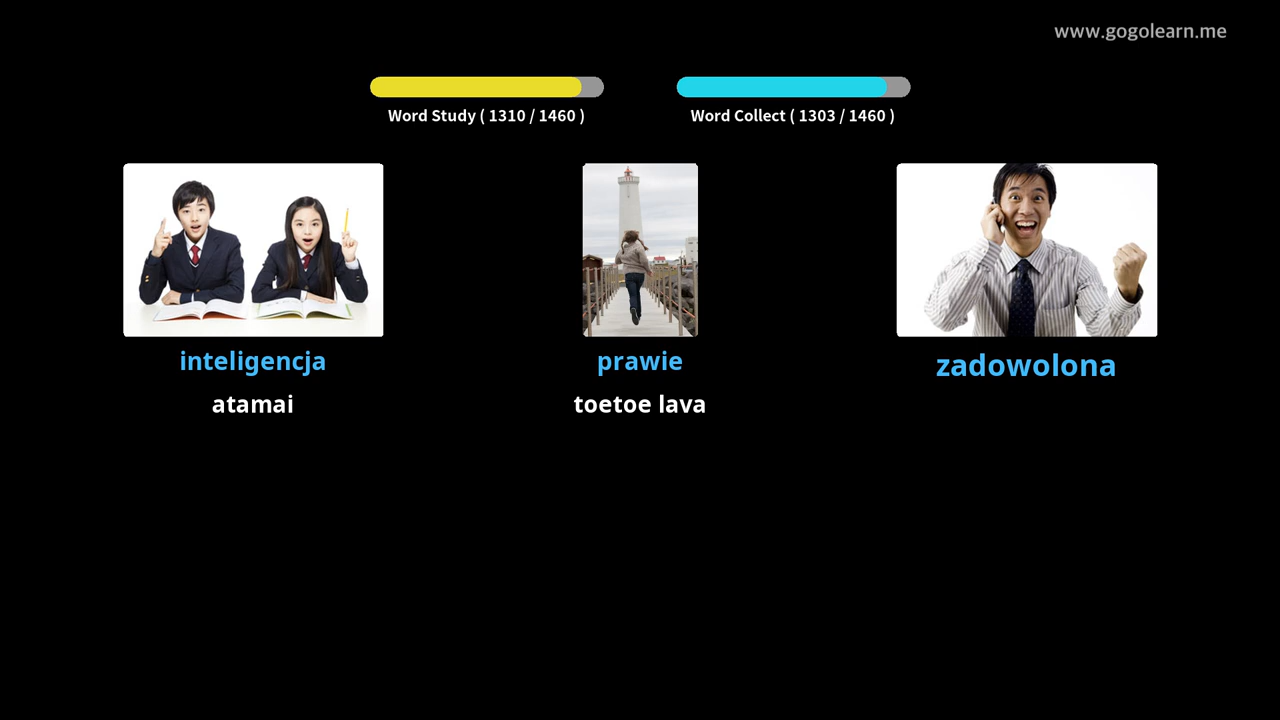 www.gogolearn.me
Word Study ( 1310 / 1460 )
Word Collect ( 1303 / 1460 )
inteligencja
prawie
zadowolona
atamai
toetoe lava